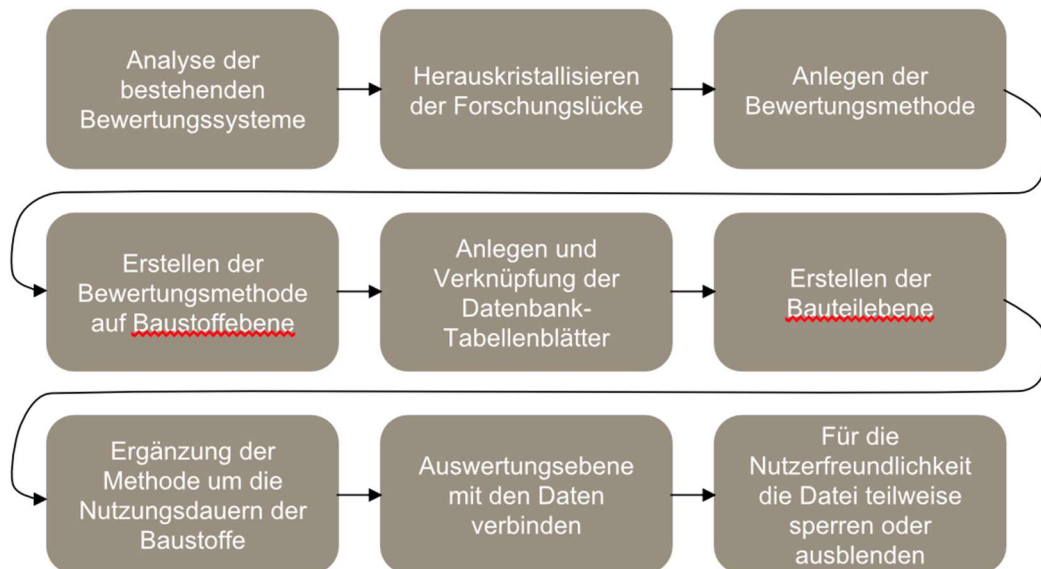 Analyse der
bestehenden
Bewertungssysteme
Herauskristallisieren
der Forschungslücke
Anlegen der
Bewertungsmethode
Erstellen der
Bewertungsmethode
auf Baustoffebene
Anlegen und
Verknüpfung der
Datenbank-
Tabellenblätter
Erstellen der
Bauteilebene
Ergänzung der
Methode um die
Nutzungsdauern der
Baustoffe
Auswertungsebene
mit den Daten
verbinden
Für die
Nutzerfreundlichkeit
die Datei teilweise
sperren oder
ausblenden